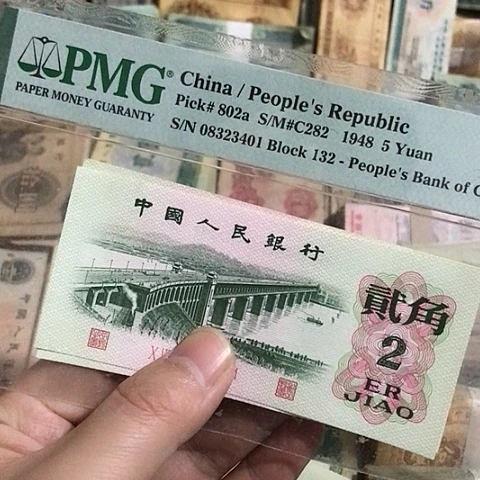 PMG®
PAPER MONEY GUARANTY
China / People's Republic
Pick# 802a S/M#C282 1948 5 Yuan
S/N 08323401 Block 132 - People's Bank of C
中國人民銀行
貳角
2
ER
JIAO